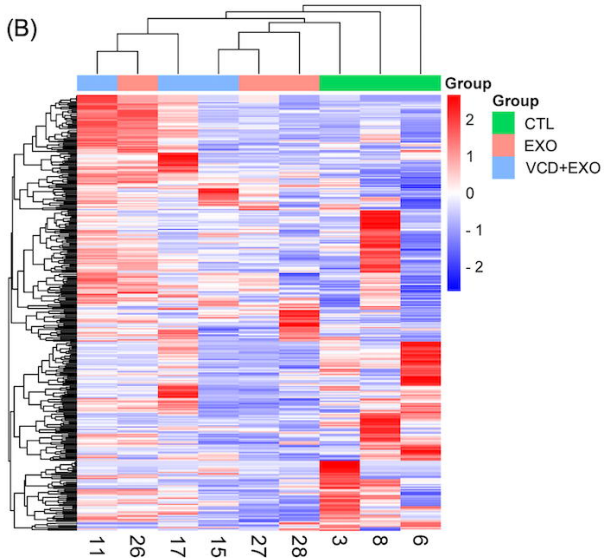 (B)
Group
2
1
0
- 1
- 2
Group
CTL
EXO
VCD+EXO
11 26 17 15 27 28 3 8 6